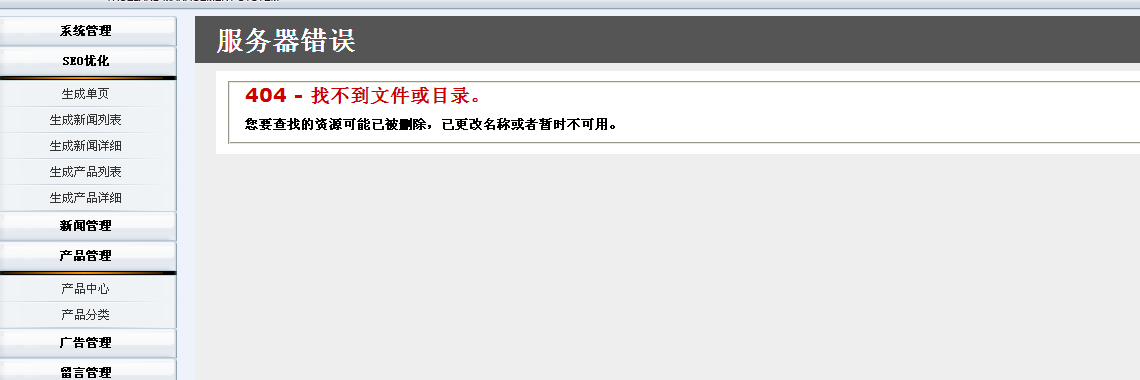 系统管理
SEO优化
生成单页
生成新闻列表
生成新闻详细
生成产品列表
生成产品详细
新闻管理
产品管理
产品中心
产品分类
广告管理
留言管理
服务器错误
404 - 找不到文件或目录。
您要查找的资源可能已被删除，已更改名称或者暂时不可用。